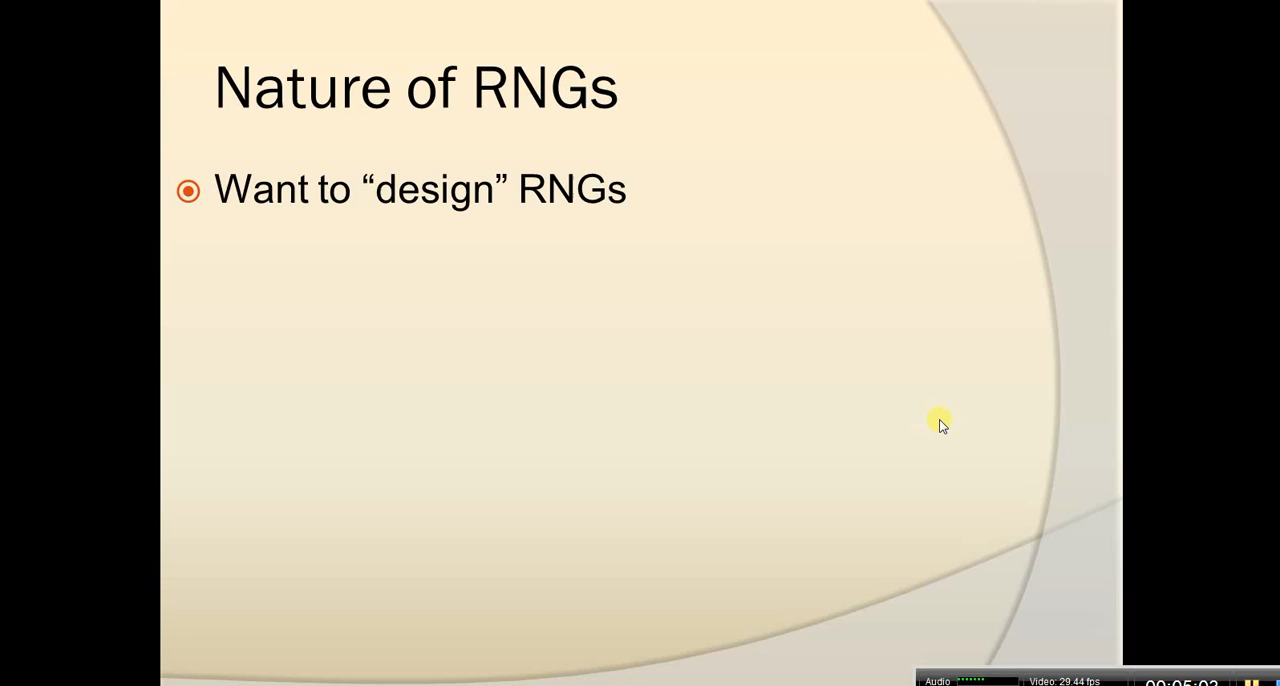 Nature of RNGs
Want to “design” RNGs
Audio
Video: 29.44 fps